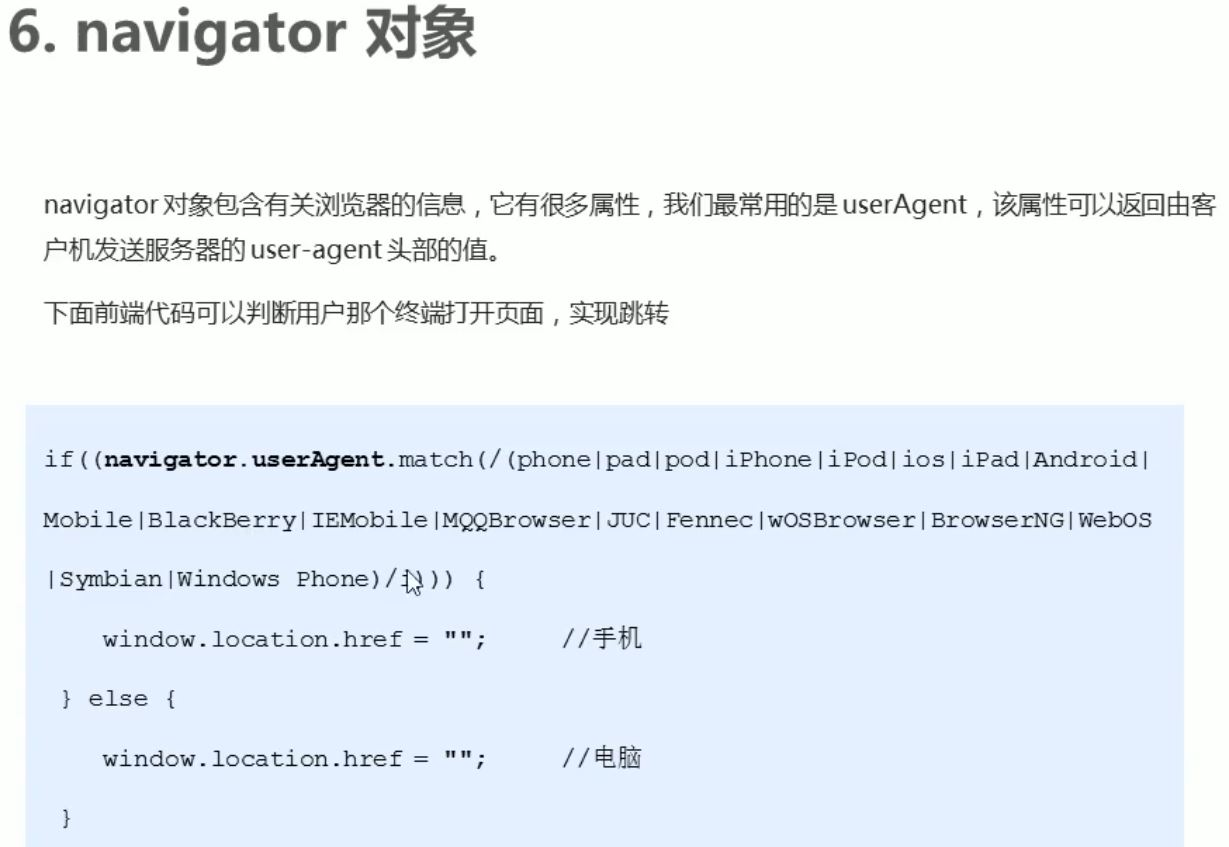 6. navigator 对象
navigator 对象包含有关浏览器的信息，它有很多属性，我们最常用的是 userAgent，该属性可以返回由客
户机发送服务器的 user-agent 头部的值。
下面前端代码可以判断用户那个终端打开页面，实现跳转
if((navigator.userAgent.match(/(phone|pad|pod|iPhone|iPod|ios|iPad|Android|
Mobile|BlackBerry|IEMobile|MQQBrowser|JUC|Fennec|wOSBrowser|BrowserNG|WebOS
|Symbian|Windows Phone)/i))) {
window.location.href = ""; //手机
} else {
window.location.href = ""; //电脑
}